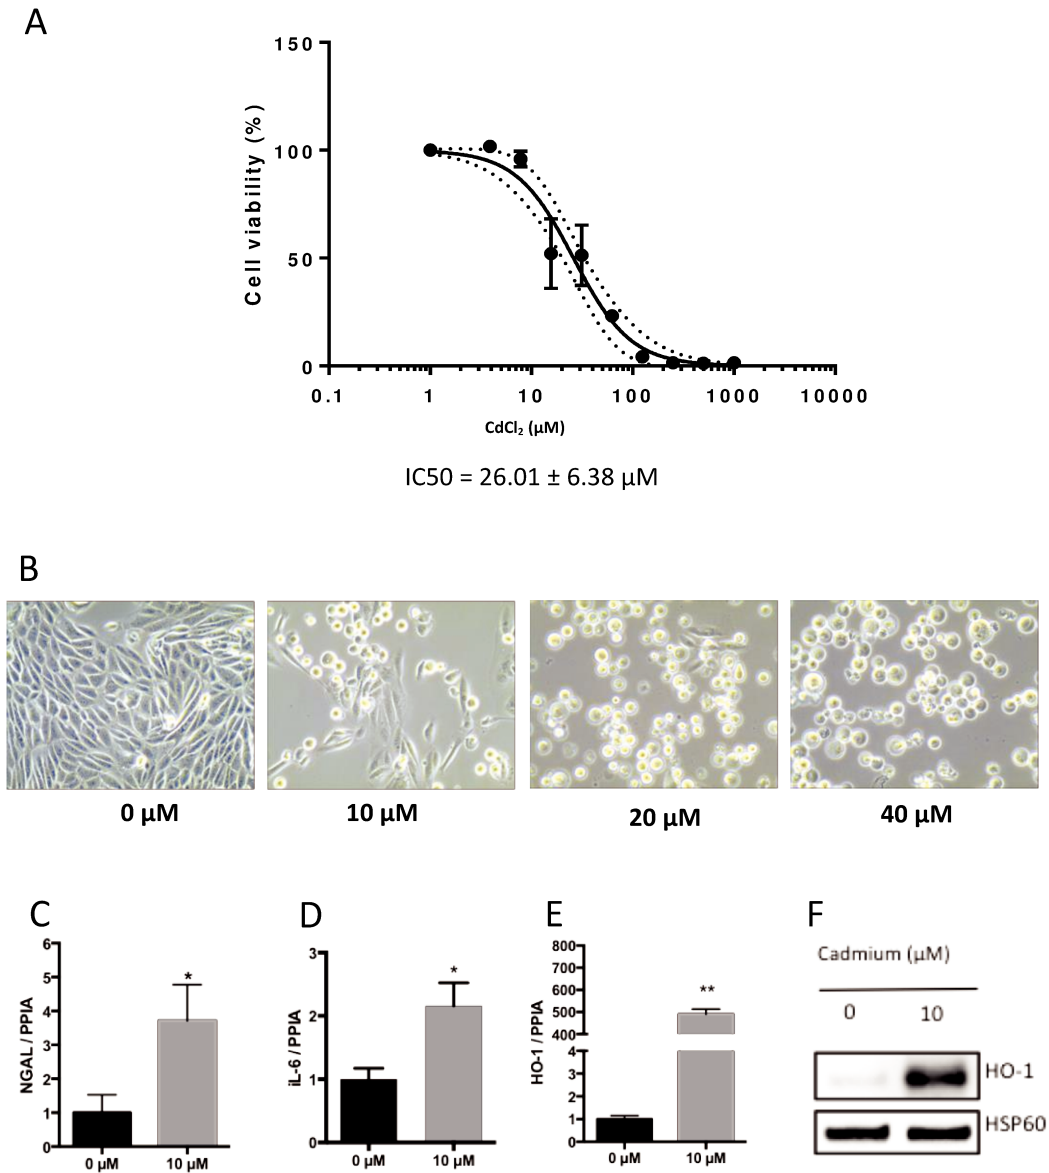 A
150
100
50
0
Cell viability (%)
0.1 1 10 100 1000 10000
CdCl₂ (µM)
IC50 = 26.01 ± 6.38 µM
B
0 µM 10 µM 20 µM 40 µM
C
6
5
4
3
2
1
0
NGAL / PPIA
*
0 µM 10 µM
D
3
2
1
0
iL-6 / PPIA
*
0 µM 10 µM
E
800
700
600
500
400
4
3
2
1
0
HO-1 / PPIA
**
0 µM 10 µM
F
Cadmium (µM)
0 10
HO-1
HSP60